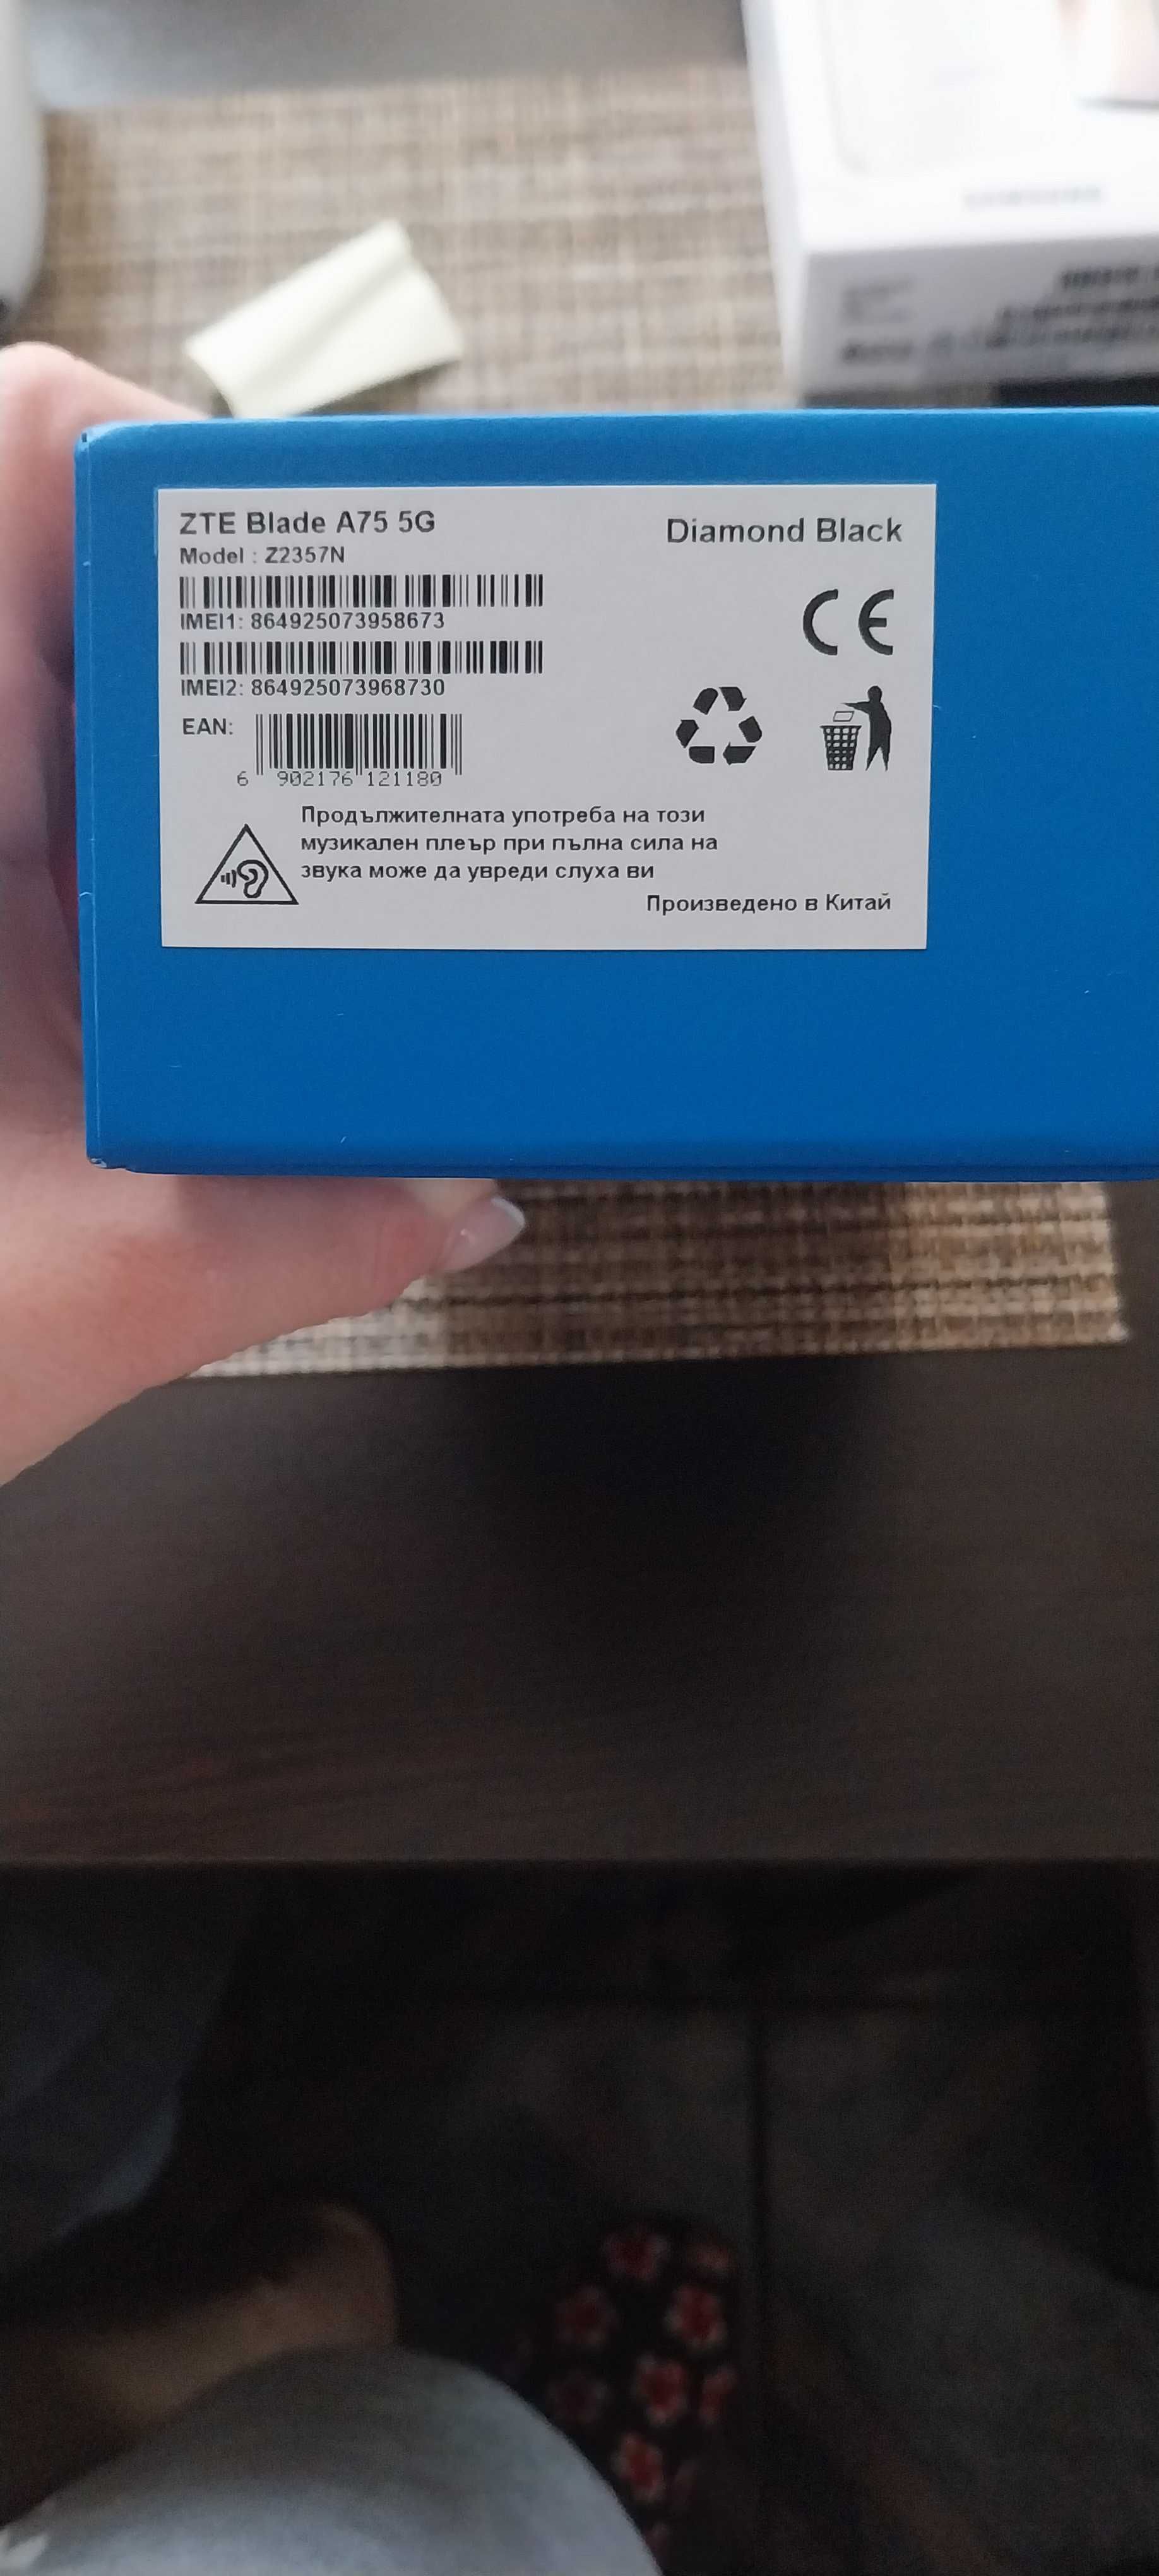 ZTE Blade A75 5G
Diamond Black
Model : Z2357N
IMEI1: 864925073958673
IMEI2: 864925073968730
EAN:
6 902176 121180
CE
Продължителната употреба на този
музикален плеър при пълна сила на
звука може да увреди слуха ви
Произведено в Китай